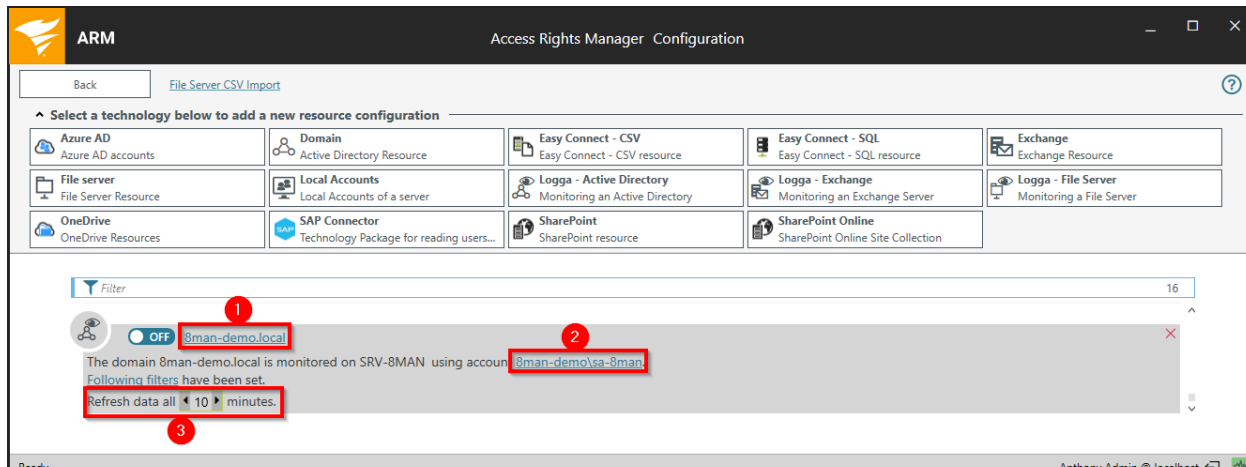 ARM
Access Rights Manager Configuration
Back
File Server CSV Import
Select a technology below to add a new resource configuration
Azure AD
Azure AD accounts
Domain
Active Directory Resource
Easy Connect - CSV
Easy Connect - CSV resource
Easy Connect - SQL
Easy Connect - SQL resource
Exchange
Exchange Resource
File server
File Server Resource
Local Accounts
Local Accounts of a server
Logga - Active Directory
Monitoring an Active Directory
Logga - Exchange
Monitoring an Exchange Server
Logga - File Server
Monitoring a File Server
OneDrive
OneDrive Resources
SAP
SAP Connector
Technology Package for reading users...
SharePoint
SharePoint resource
SharePoint Online
SharePoint Online Site Collection
Filter
16
1
OFF
8man-demo.local
2
The domain 8man-demo.local is monitored on SRV-8MAN using accoun 8man-demo\sa-8man.
Following filters have been set.
Refresh data all 10 minutes.
3
Ready
Anthony Admin @ localhost